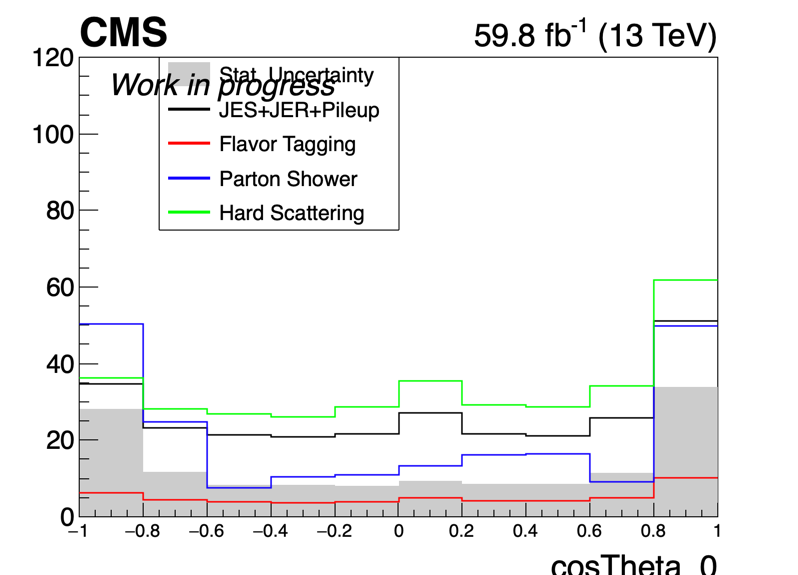 CMS 59.8 fb⁻¹ (13 TeV)
Work in progress
Stat. Uncertainty
JES+JER+Pileup
Flavor Tagging
Parton Shower
Hard Scattering
120
100
80
60
40
20
0
−1 −0.8 −0.6 −0.4 −0.2 0 0.2 0.4 0.6 0.8 1
cosTheta_0